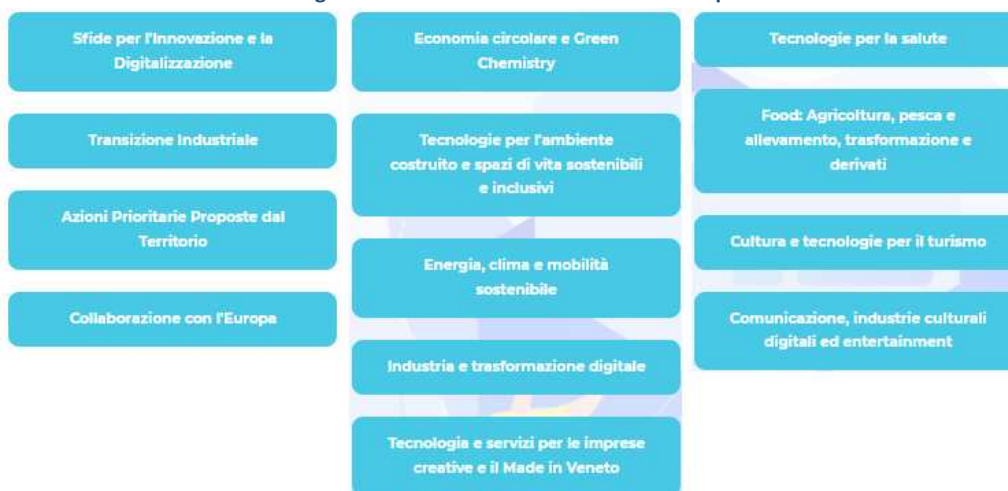 Sfide per l'Innovazione e la
Digitalizzazione
Transizione Industriale
Azioni Prioritarie Proposte dal
Territorio
Collaborazione con l'Europa
Economia circolare e Green
Chemistry
Tecnologie per l'ambiente
costruito e spazi di vita sostenibili
e inclusivi
Energia, clima e mobilità
sostenibile
Industria e trasformazione digitale
Tecnologia e servizi per le imprese
creative e il Made in Veneto
Tecnologie per la salute
Food: Agricoltura, pesca e
allevamento, trasformazione e
derivati
Cultura e tecnologie per il turismo
Comunicazione, industrie culturali
digitali ed entertainment